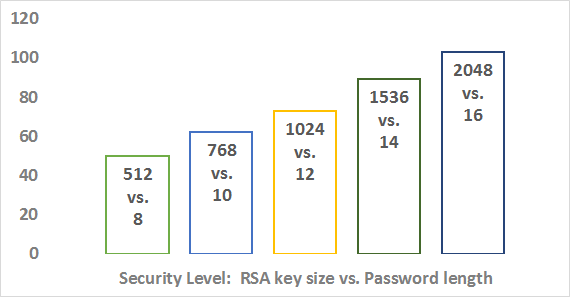 120
100
80
60
40
20
0
512
vs.
8
768
vs.
10
1024
vs.
12
1536
vs.
14
2048
vs.
16
Security Level:  RSA key size vs. Password length